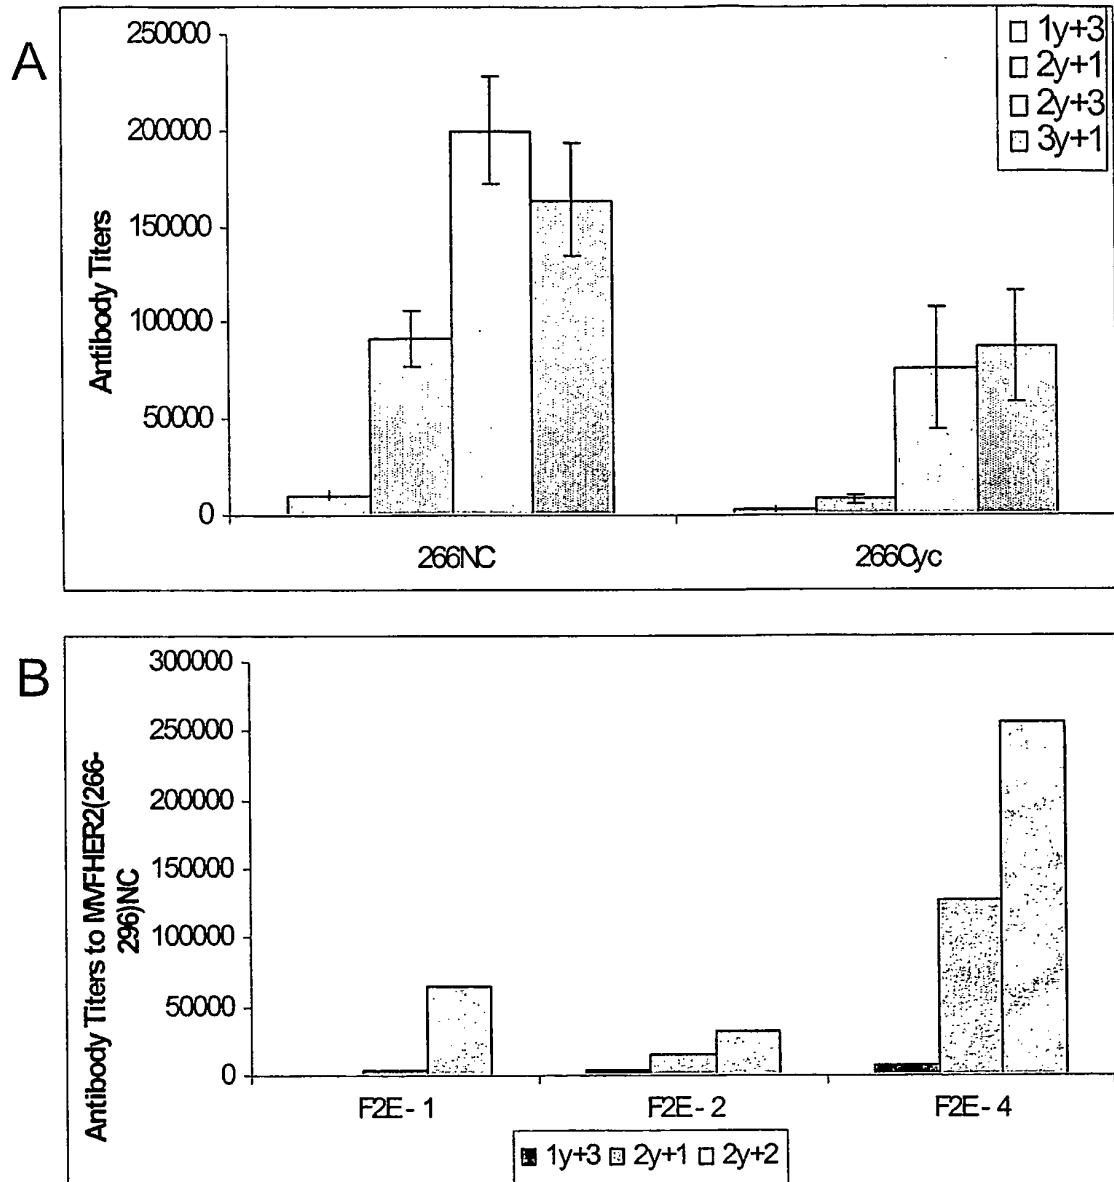 A
250000
200000
150000
100000
50000
0
Antibody Titers
1y+3
2y+1
2y+3
3y+1
266NC
266Cyc
B
300000
250000
200000
150000
100000
50000
0
Antibody Titers to MVFHER2(266-
296)NC
F2E-1
F2E-2
F2E-4
1y+3 2y+1 2y+2